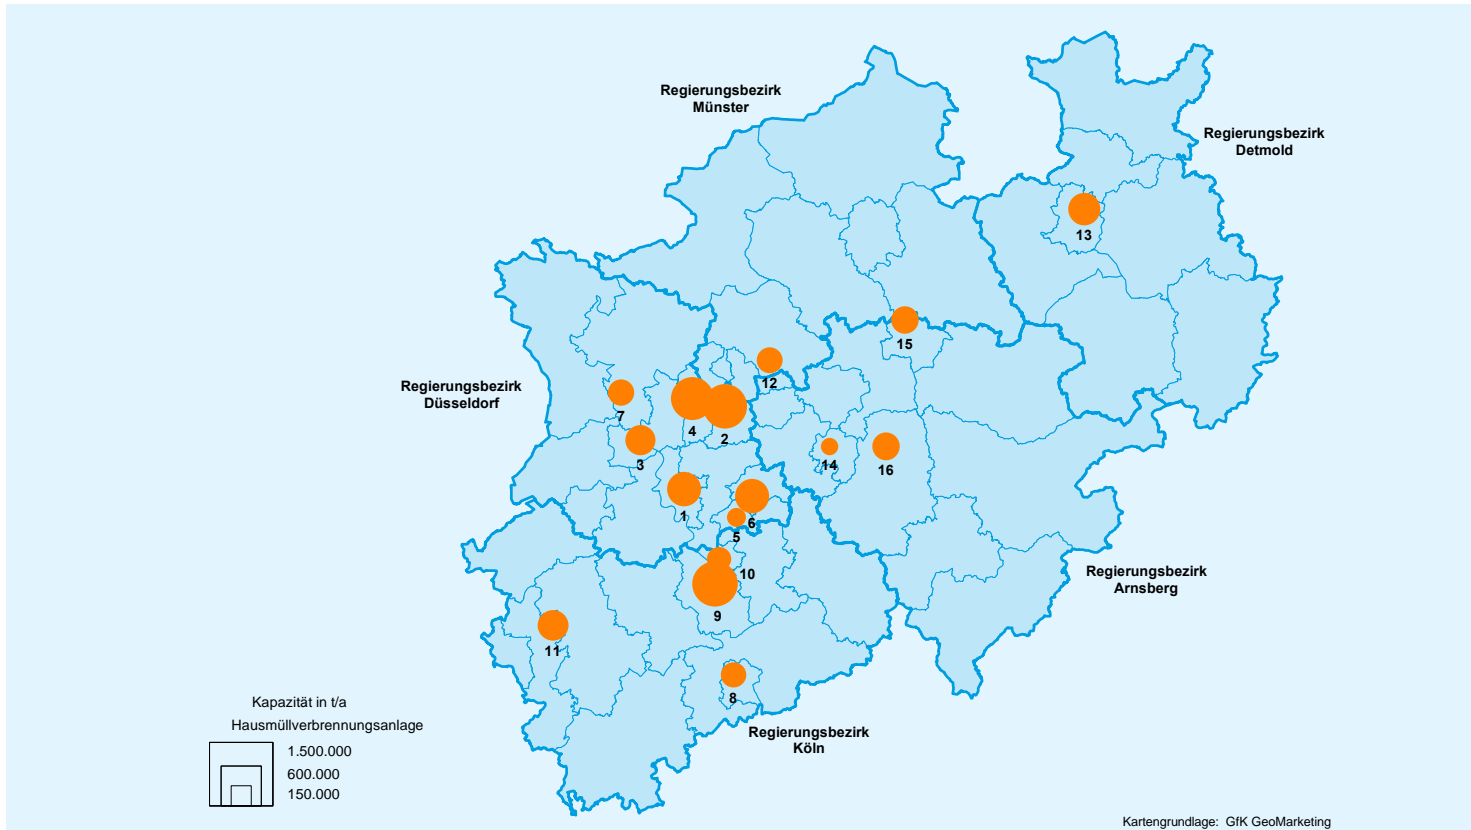 Regierungsbezirk
Münster
Regierungsbezirk
Detmold
13
15
12
Regierungsbezirk
Düsseldorf
7
4
2
3
14
16
1
6
5
10
9
Regierungsbezirk
Arnsberg
11
8
Regierungsbezirk
Köln
Kapazität in t/a
Hausmüllverbrennungsanlage
1.500.000
600.000
150.000
Kartengrundlage: GfK GeoMarketing